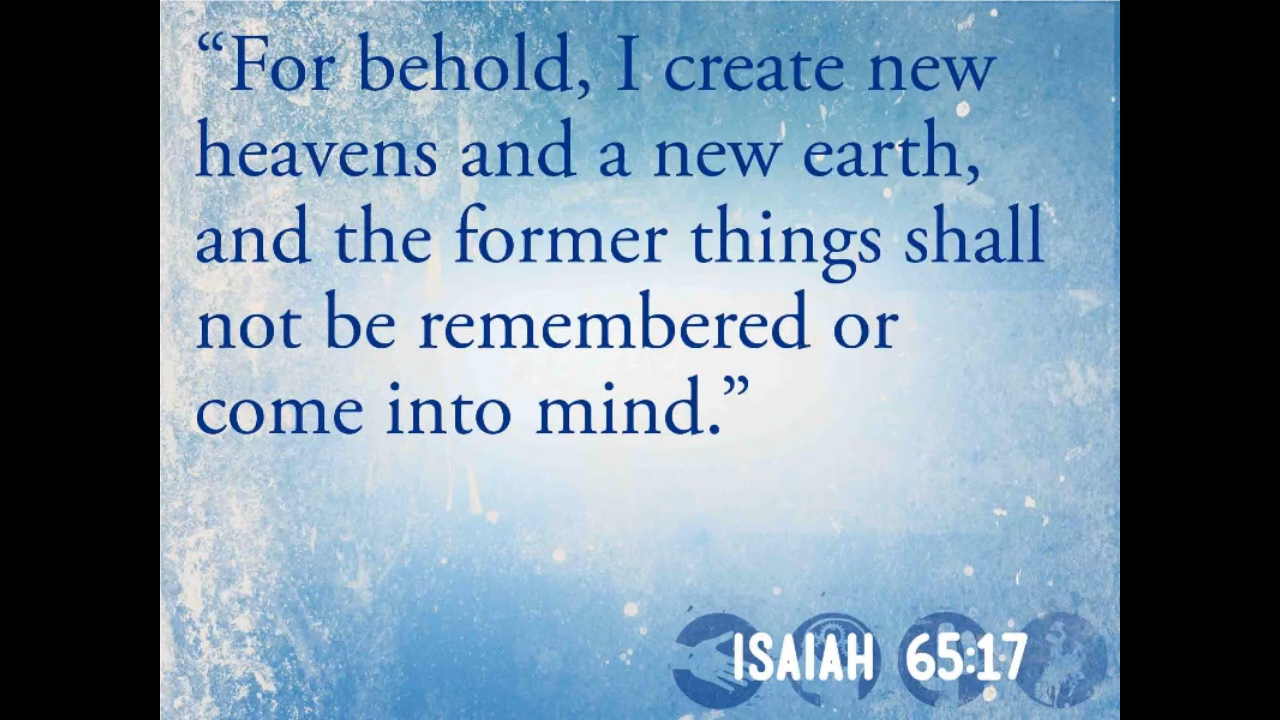 “For behold, I create new
heavens and a new earth,
and the former things shall
not be remembered or
come into mind.”
ISAIAH 65:17